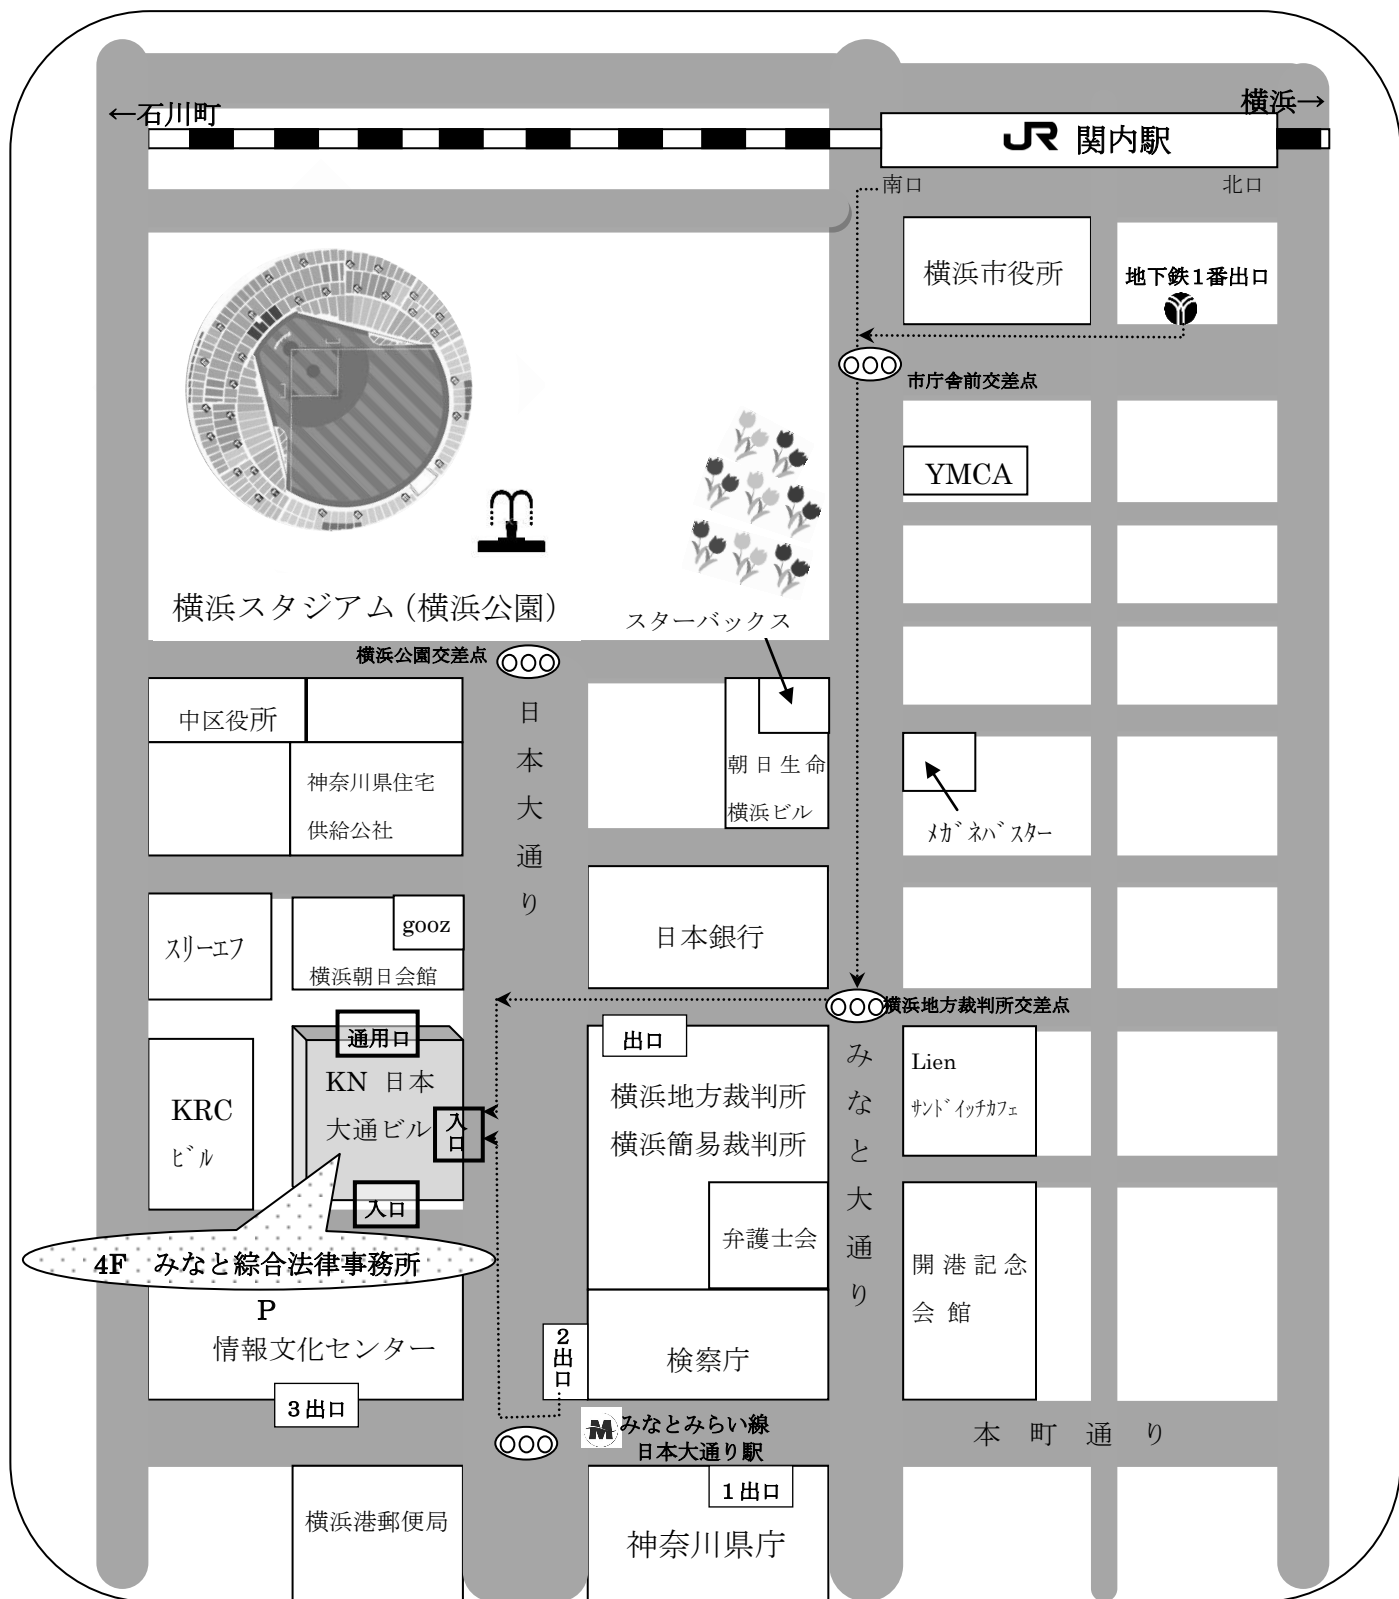 ←石川町
横浜→
JR 関内駅
南口
北口
横浜市役所
地下鉄1番出口
市庁舎前交差点
YMCA
横浜スタジアム(横浜公園)
スターバックス
横浜公園交差点
日本大通り
中区役所
神奈川県住宅
供給公社
朝日生命
横浜ビル
メガネバスター
スリーエフ
gooz
横浜朝日会館
日本銀行
横浜地方裁判所交差点
通用口
KN 日本
大通ビル
入口
入口
KRC
ビル
出口
横浜地方裁判所
横浜簡易裁判所
弁護士会
みなと大通り
Lien
サンドイッチカフェ
開港記念
会館
4F みなと綜合法律事務所
P
情報文化センター
3出口
2出口
検察庁
M
みなとみらい線
日本大通り駅
本町通り
1出口
横浜港郵便局
神奈川県庁